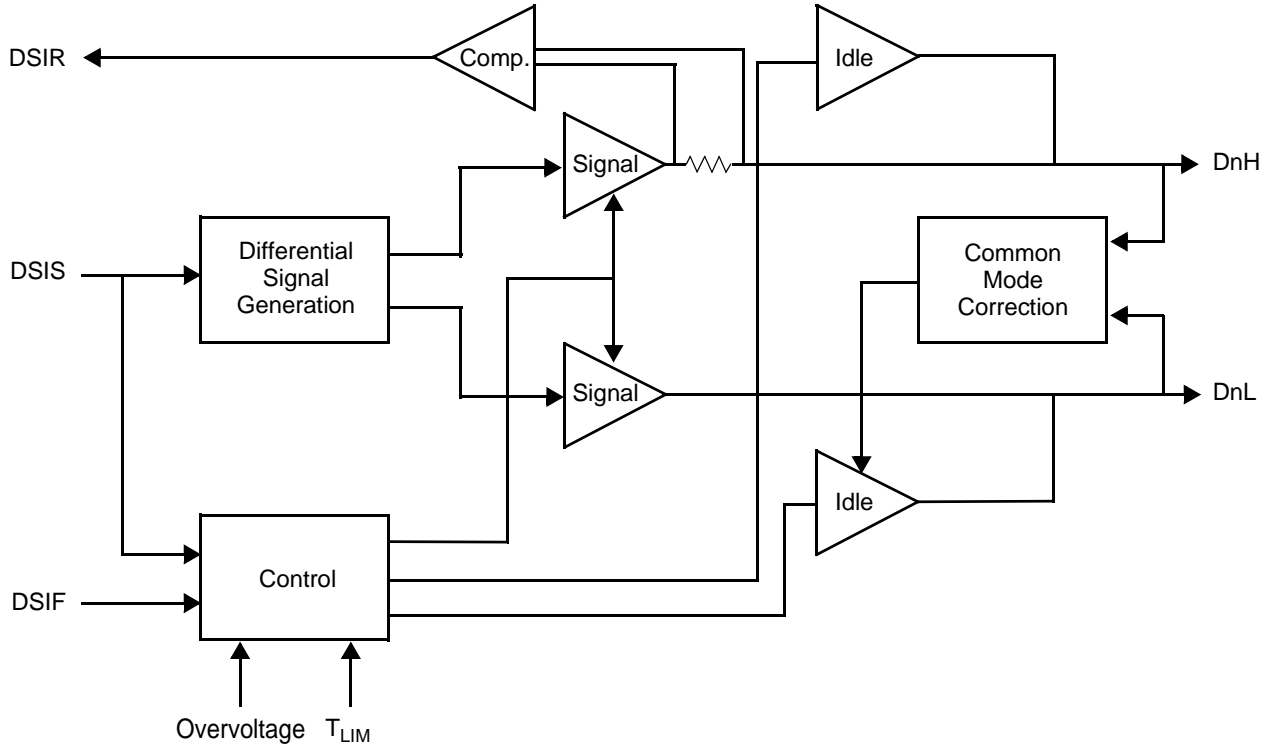 DSIR
Comp.
Idle
Signal
DnH
Differential
Signal
Generation
DSIS
Common
Mode
Correction
Signal
DnL
Idle
Control
DSIF
Overvoltage
TLIM